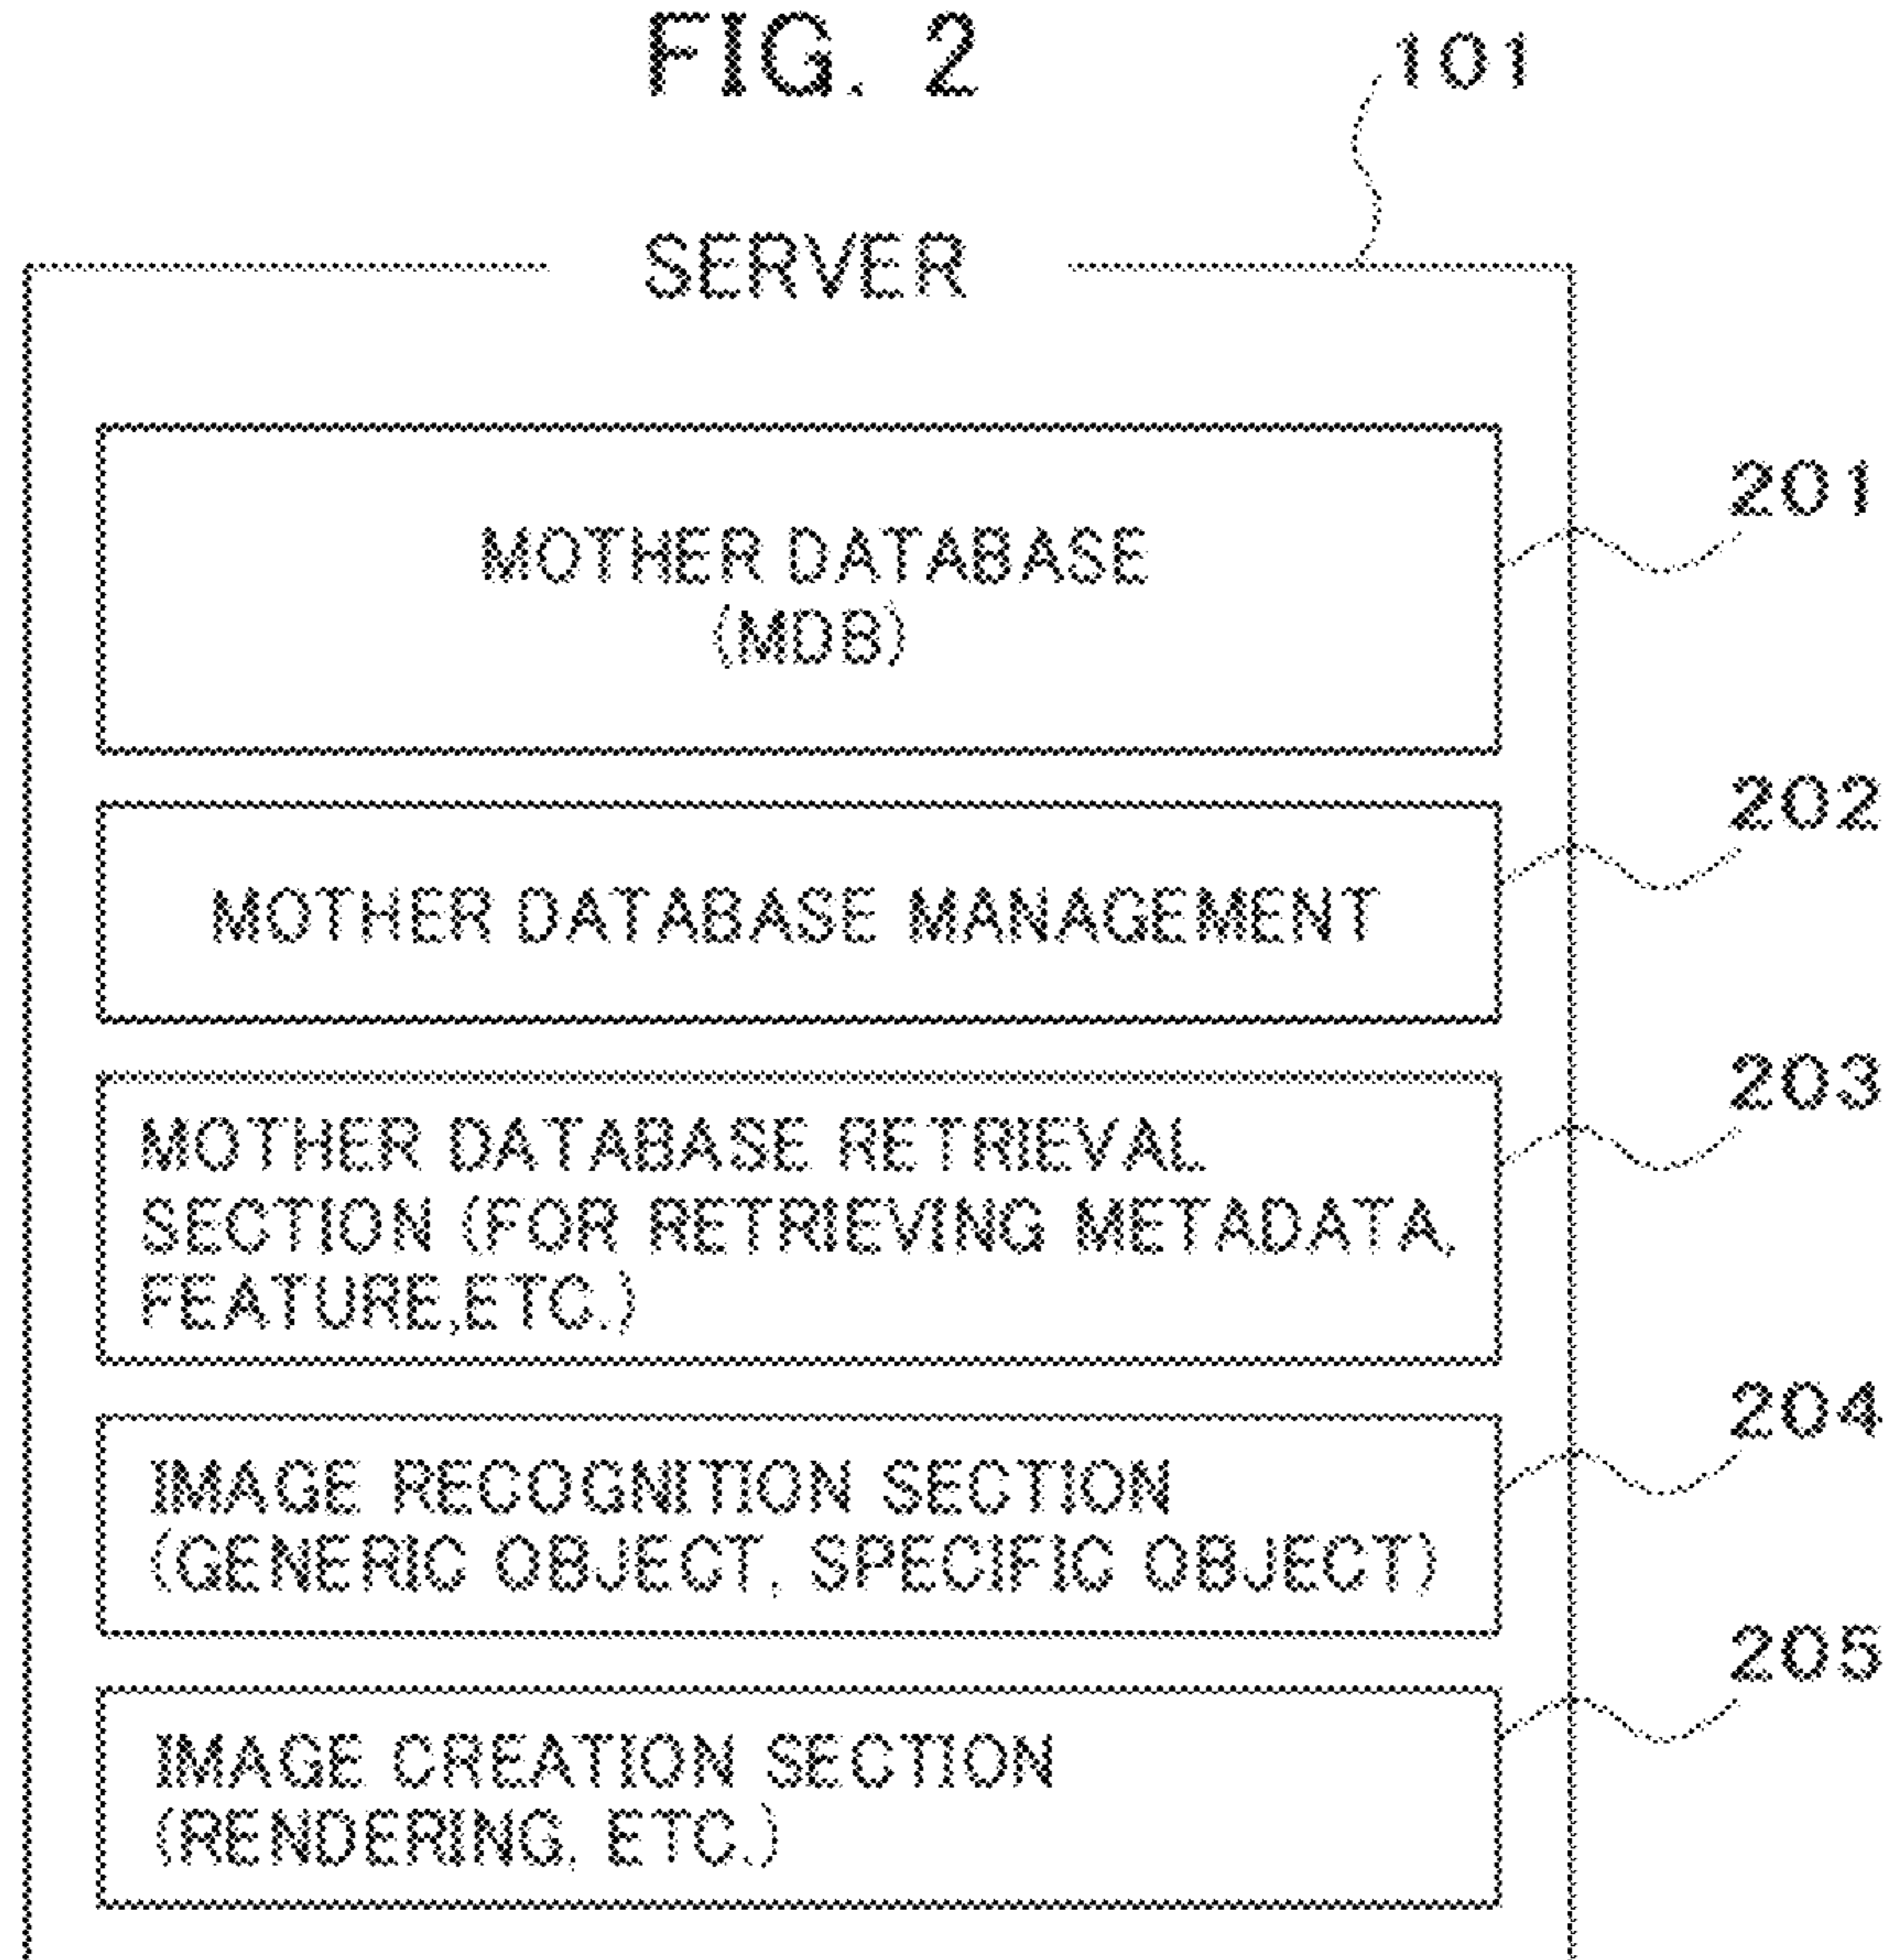 FIG. 2
101
SERVER
201
MOTHER DATABASE
(MDB)
202
MOTHER DATABASE MANAGEMENT
203
MOTHER DATABASE RETRIEVAL
SECTION (FOR RETRIEVING METADATA,
FEATURE,ETC.)
204
IMAGE RECOGNITION SECTION
(GENERIC OBJECT, SPECIFIC OBJECT)
205
IMAGE CREATION SECTION
(RENDERING, ETC.)